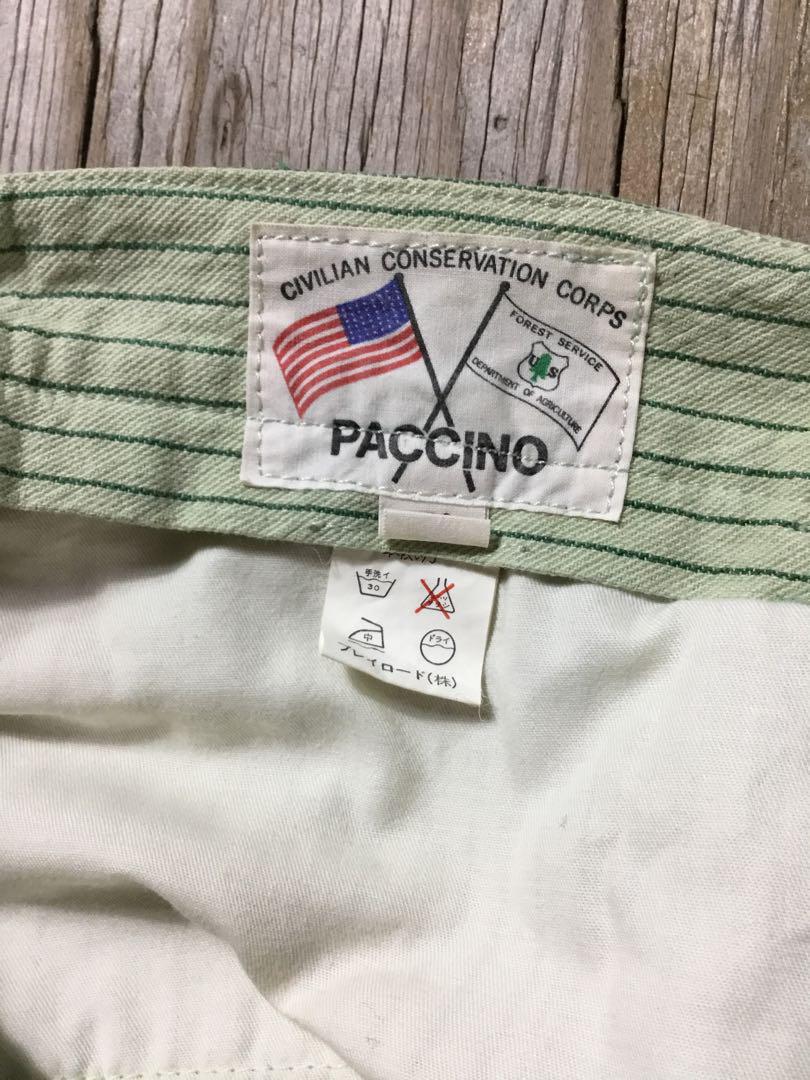 CIVILIAN CONSERVATION CORPS
FOREST SERVICE
U S
DEPARTMENT OF AGRICULTURE
PACCINO
手洗イ
30
中
ドライ
プレイロード(株)